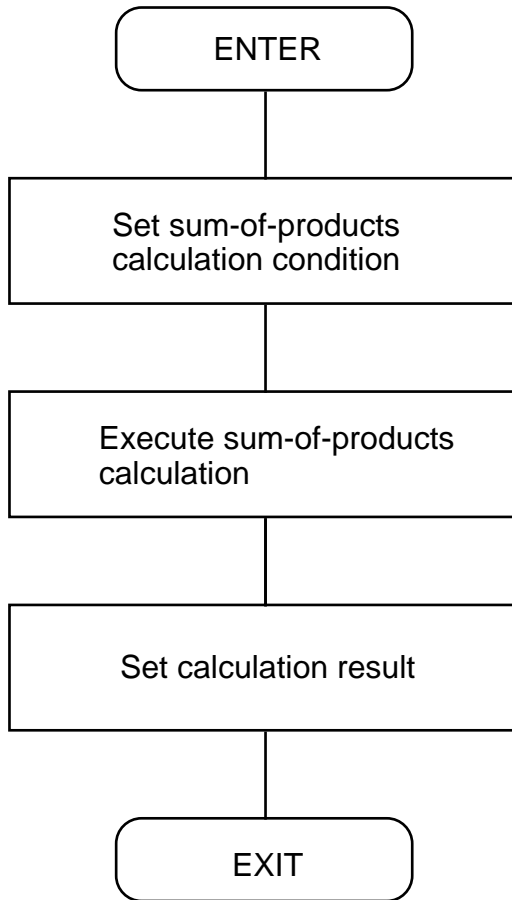 ENTER
Set sum-of-products
calculation condition
Execute sum-of-products
calculation
Set calculation result
EXIT